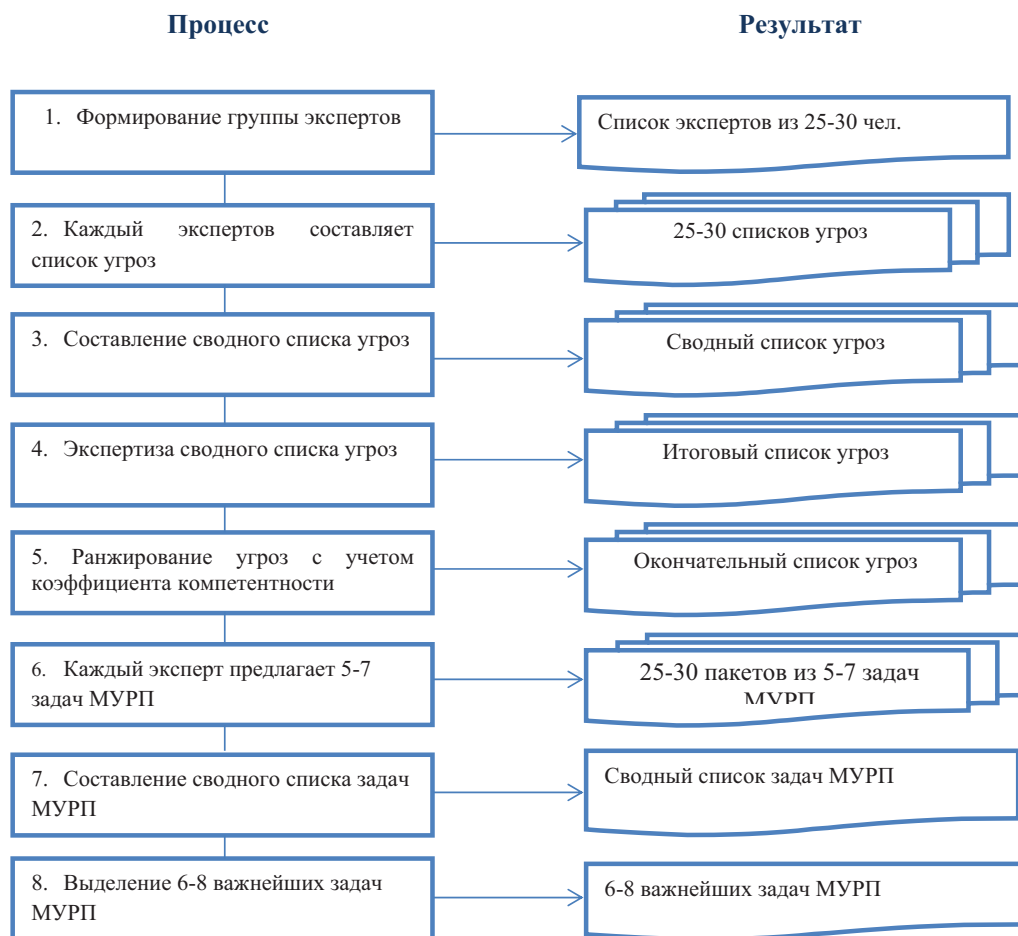 Процесс
Результат
1. Формирование группы экспертов
Список экспертов из 25-30 чел.
2. Каждый экспертов составляет
список угроз
25-30 списков угроз
3. Составление сводного списка угроз
Сводный список угроз
4. Экспертиза сводного списка угроз
Итоговый список угроз
5. Ранжирование угроз с учетом
коэффициента компетентности
Окончательный список угроз
6. Каждый эксперт предлагает 5-7
задач МУРП
25-30 пакетов из 5-7 задач
МУРП
7. Составление сводного списка задач
МУРП
Сводный список задач МУРП
8. Выделение 6-8 важнейших задач
МУРП
6-8 важнейших задач МУРП